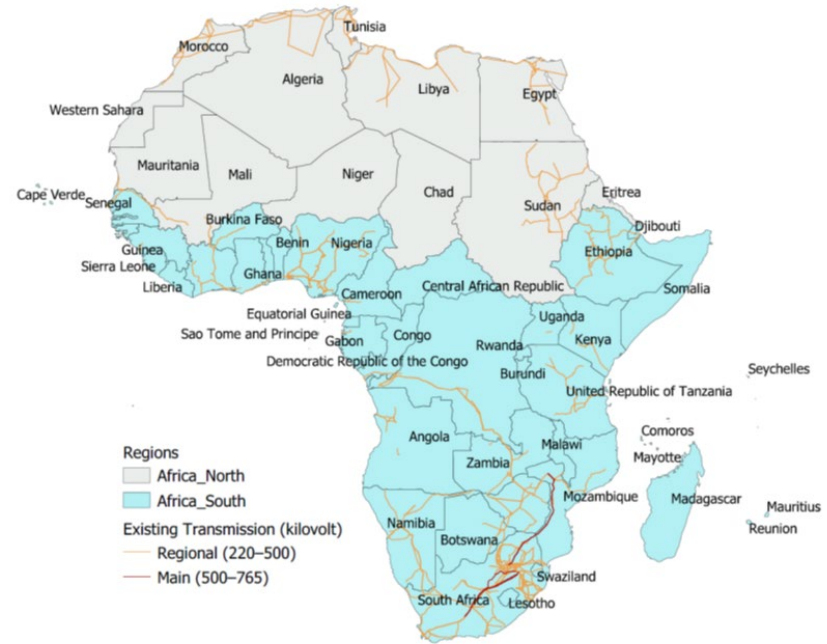 Tunisia
Morocco
Algeria
Libya
Egypt
Western Sahara
Mauritania
Mali
Niger
Chad
Sudan
Eritrea
Cape Verde
Senegal
Burkina Faso
Djibouti
Guinea
Benin
Nigeria
Ethiopia
Sierra Leone
Ghana
Liberia
Cameroon
Central African Republic
Somalia
Equatorial Guinea
Uganda
Sao Tome and Principe
Gabon
Congo
Rwanda
Kenya
Democratic Republic of the Congo
Burundi
Seychelles
United Republic of Tanzania
Comoros
Angola
Malawi
Mayotte
Zambia
Mozambique
Madagascar
Mauritius
Reunion
Namibia
Botswana
Swaziland
South Africa
Lesotho
Regions
Africa_North
Africa_South
Existing Transmission (kilovolt)
Regional (220–500)
Main (500–765)